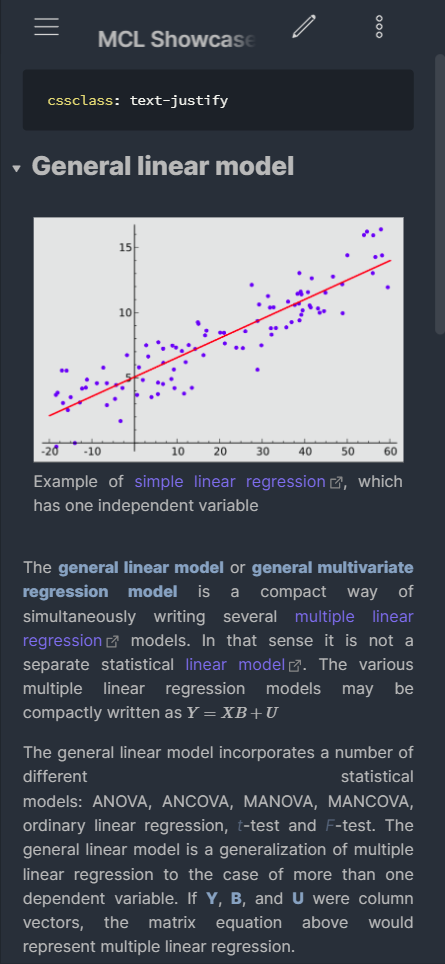 MCL Showcase
cssclass: text-justify
General linear model
15
10
5
-20 -10 0 10 20 30 40 50 60
Example of simple linear regression, which
has one independent variable
The general linear model or general multivariate
regression model is a compact way of
simultaneously writing several multiple linear
regression models. In that sense it is not a
separate statistical linear model. The various
multiple linear regression models may be
compactly written as Y = XB + U
The general linear model incorporates a number of
different statistical
models: ANOVA, ANCOVA, MANOVA, MANCOVA,
ordinary linear regression, t-test and F-test. The
general linear model is a generalization of multiple
linear regression to the case of more than one
dependent variable. If Y, B, and U were column
vectors, the matrix equation above would
represent multiple linear regression.